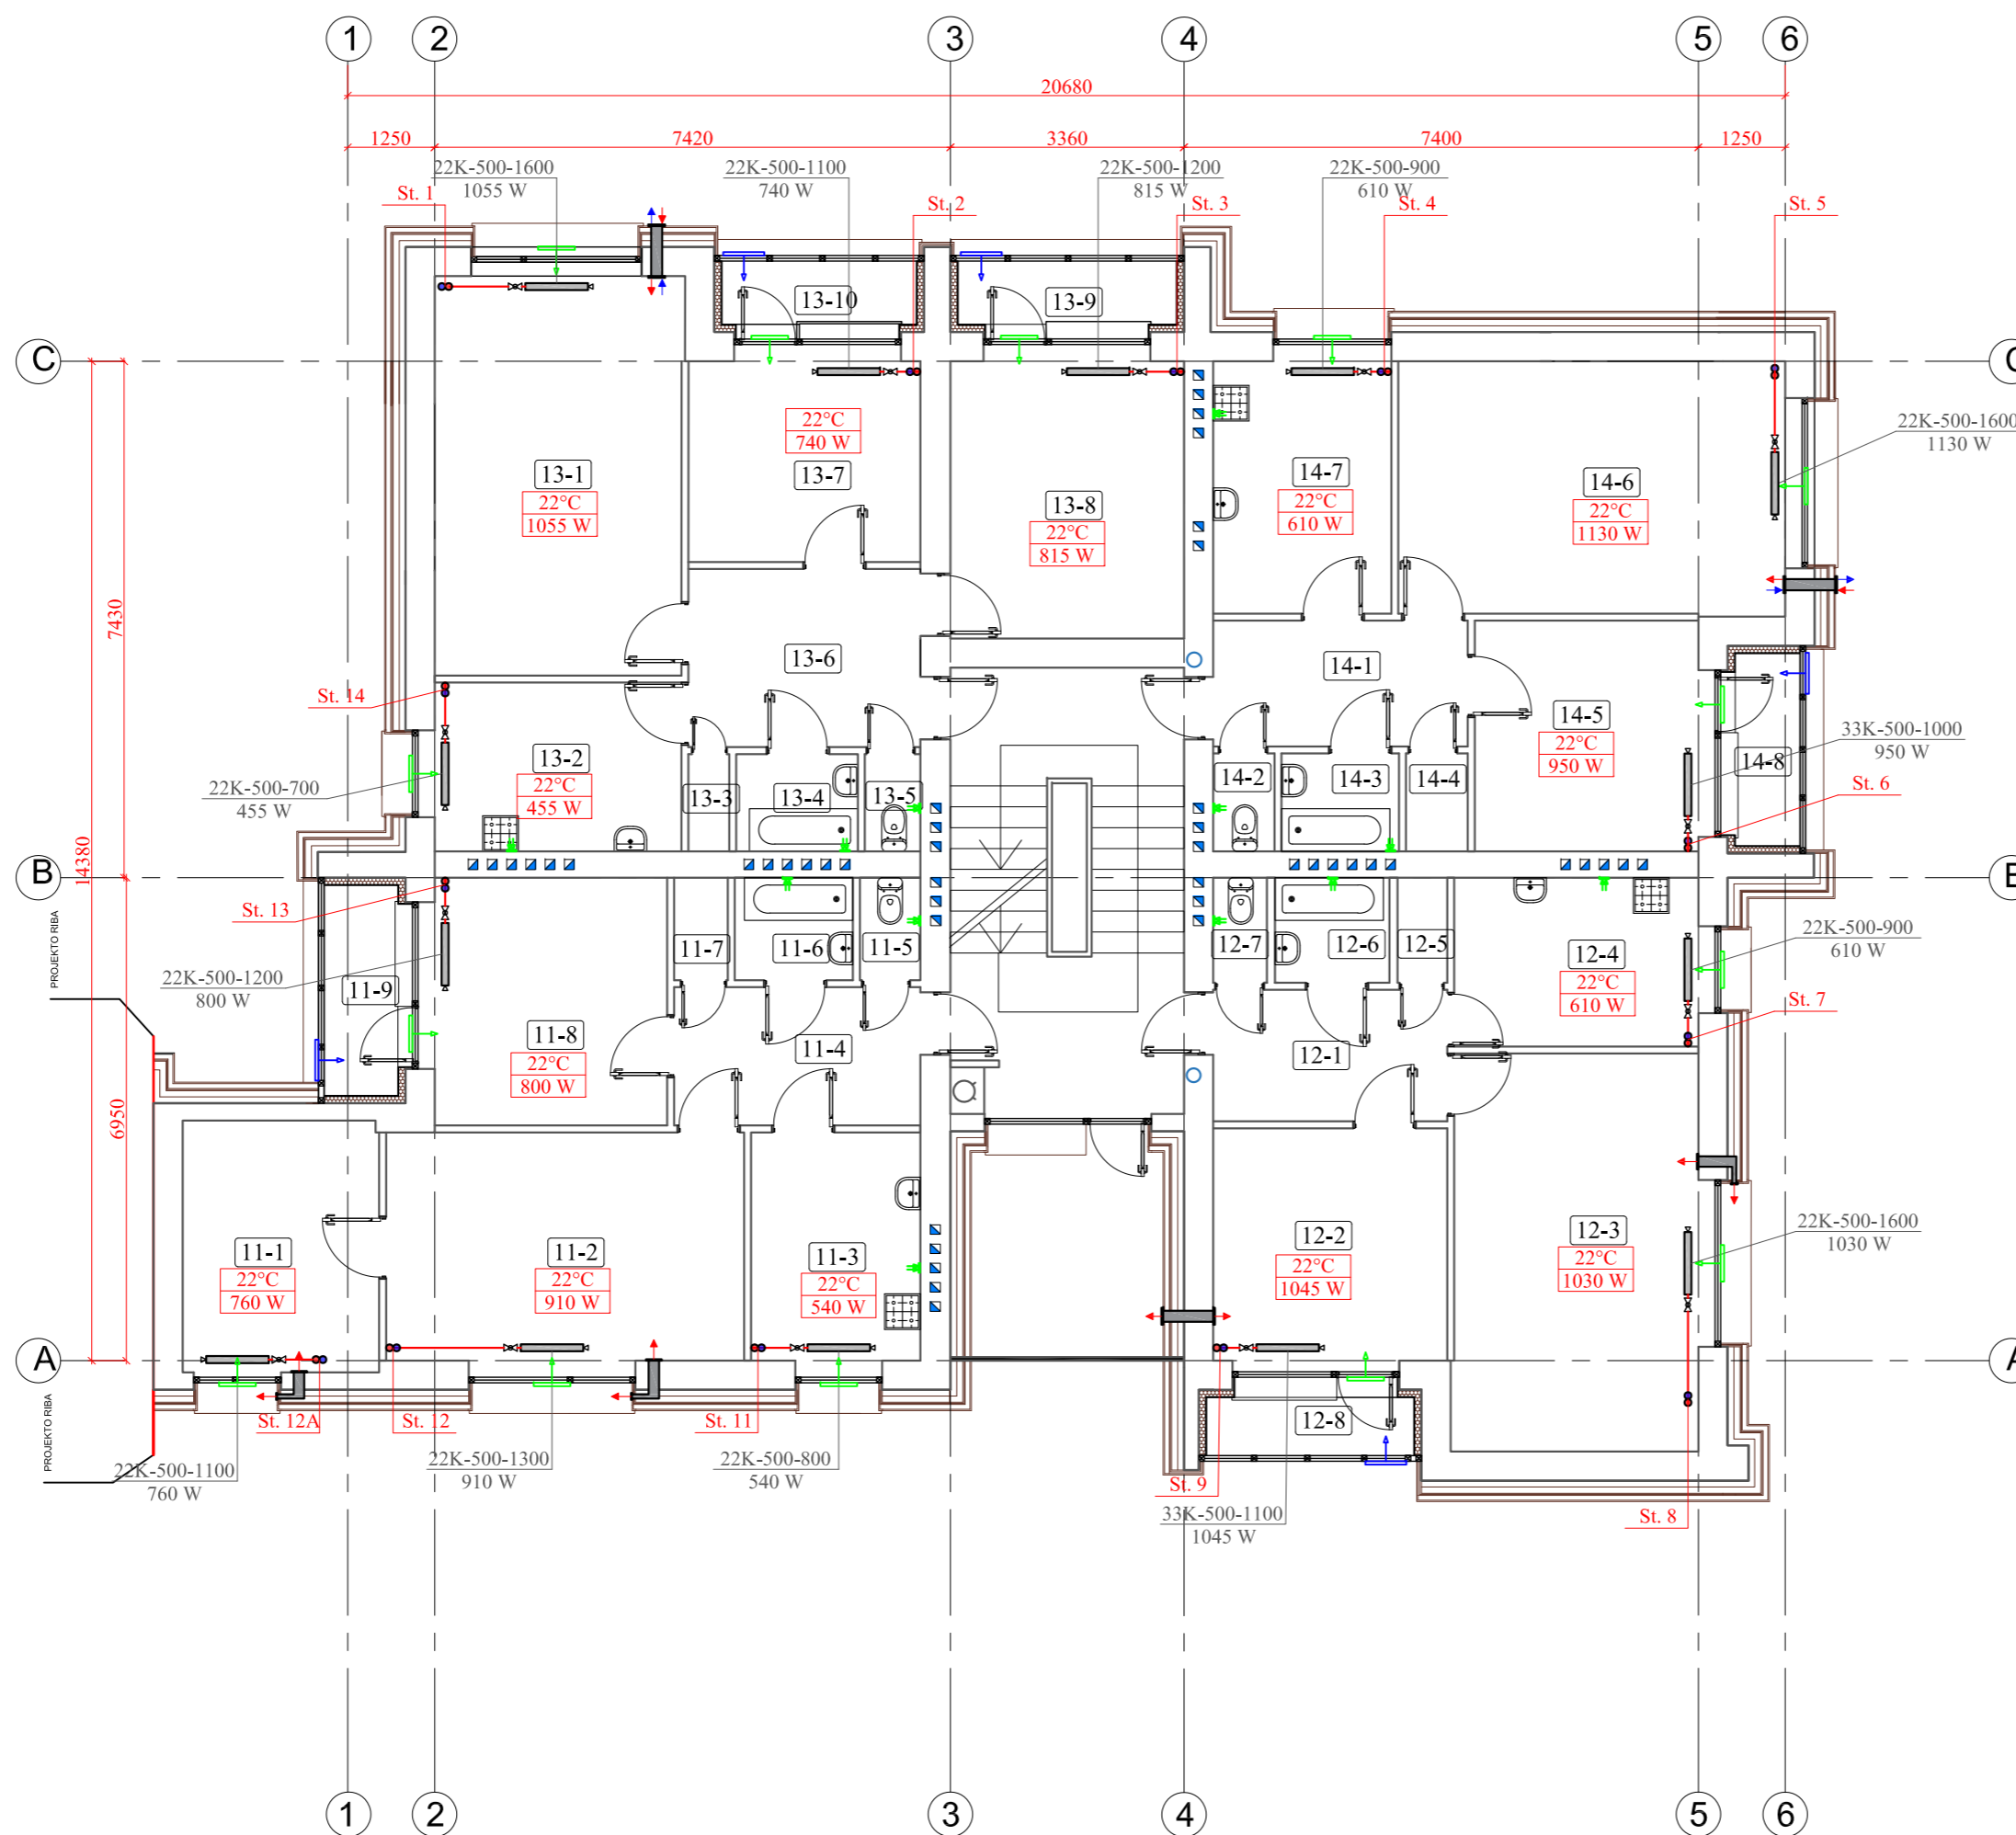 1 2 3 4 5 6
20680
1250 7420 3360 7400 1250
22K-500-1600
1055 W
22K-500-1100
740 W
22K-500-1200
815 W
22K-500-900
610 W
St. 1
St. 2
St. 3
St. 4
St. 5
13-10
13-9
C
22K-500-1600
1130 W
22°C
740 W
13-7
13-1
22°C
1055 W
13-8
22°C
815 W
14-7
22°C
610 W
14-6
22°C
1130 W
7430
14380
6950
13-6
14-1
St. 14
13-2
22°C
455 W
22K-500-700
455 W
13-3
13-4
13-5
14-2
14-3
14-4
14-5
22°C
950 W
14-8
33K-500-1000
950 W
St. 6
B
PROJEKTO RIBA
St. 13
22K-500-1200
800 W
11-9
11-7
11-6
11-5
12-7
12-6
12-5
12-4
22°C
610 W
22K-500-900
610 W
St. 7
11-8
22°C
800 W
11-4
12-1
11-1
22°C
760 W
11-2
22°C
910 W
11-3
22°C
540 W
12-2
22°C
1045 W
12-3
22°C
1030 W
22K-500-1600
1030 W
A
A
PROJEKTO RIBA
St. 12A
St. 12
St. 11
12-8
22K-500-1100
760 W
22K-500-1300
910 W
22K-500-800
540 W
St. 9
33K-500-1100
1045 W
St. 8
1 2 3 4 5 6